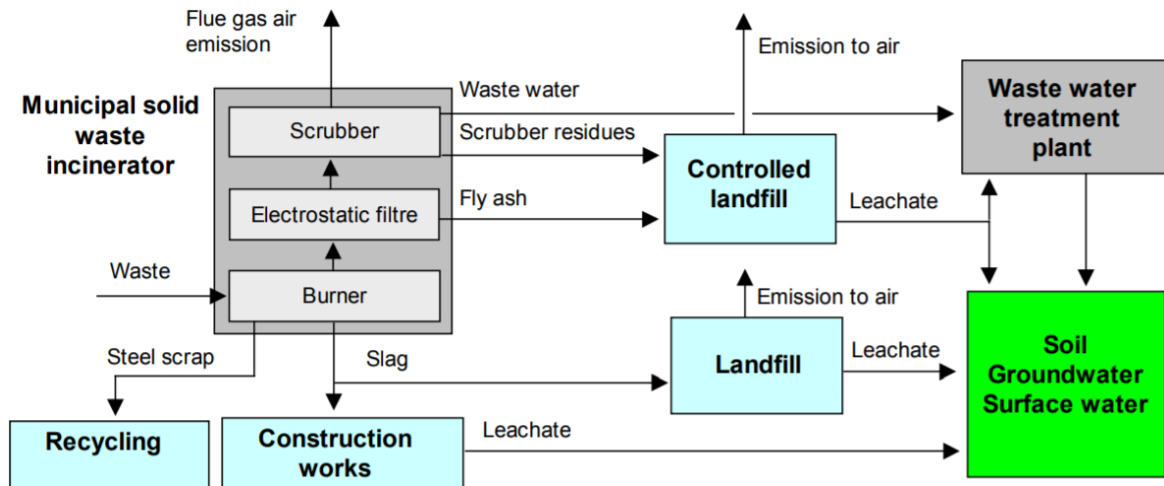 Flue gas air
emission
Emission to air
Municipal solid
waste
incinerator
Scrubber
Waste water
Scrubber residues
Waste water
treatment
plant
Controlled
landfill
Electrostatic filtre
Fly ash
Leachate
Waste
Burner
Emission to air
Steel scrap
Slag
Landfill
Leachate
Soil
Groundwater
Surface water
Recycling
Construction
works
Leachate